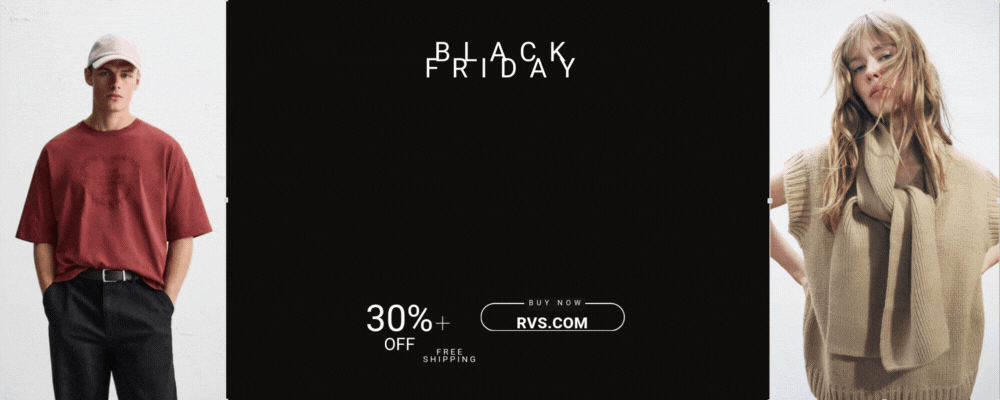 BLACK
FRIDAY
30%+
OFF
FREE
SHIPPING
BUY NOW
RVS.COM